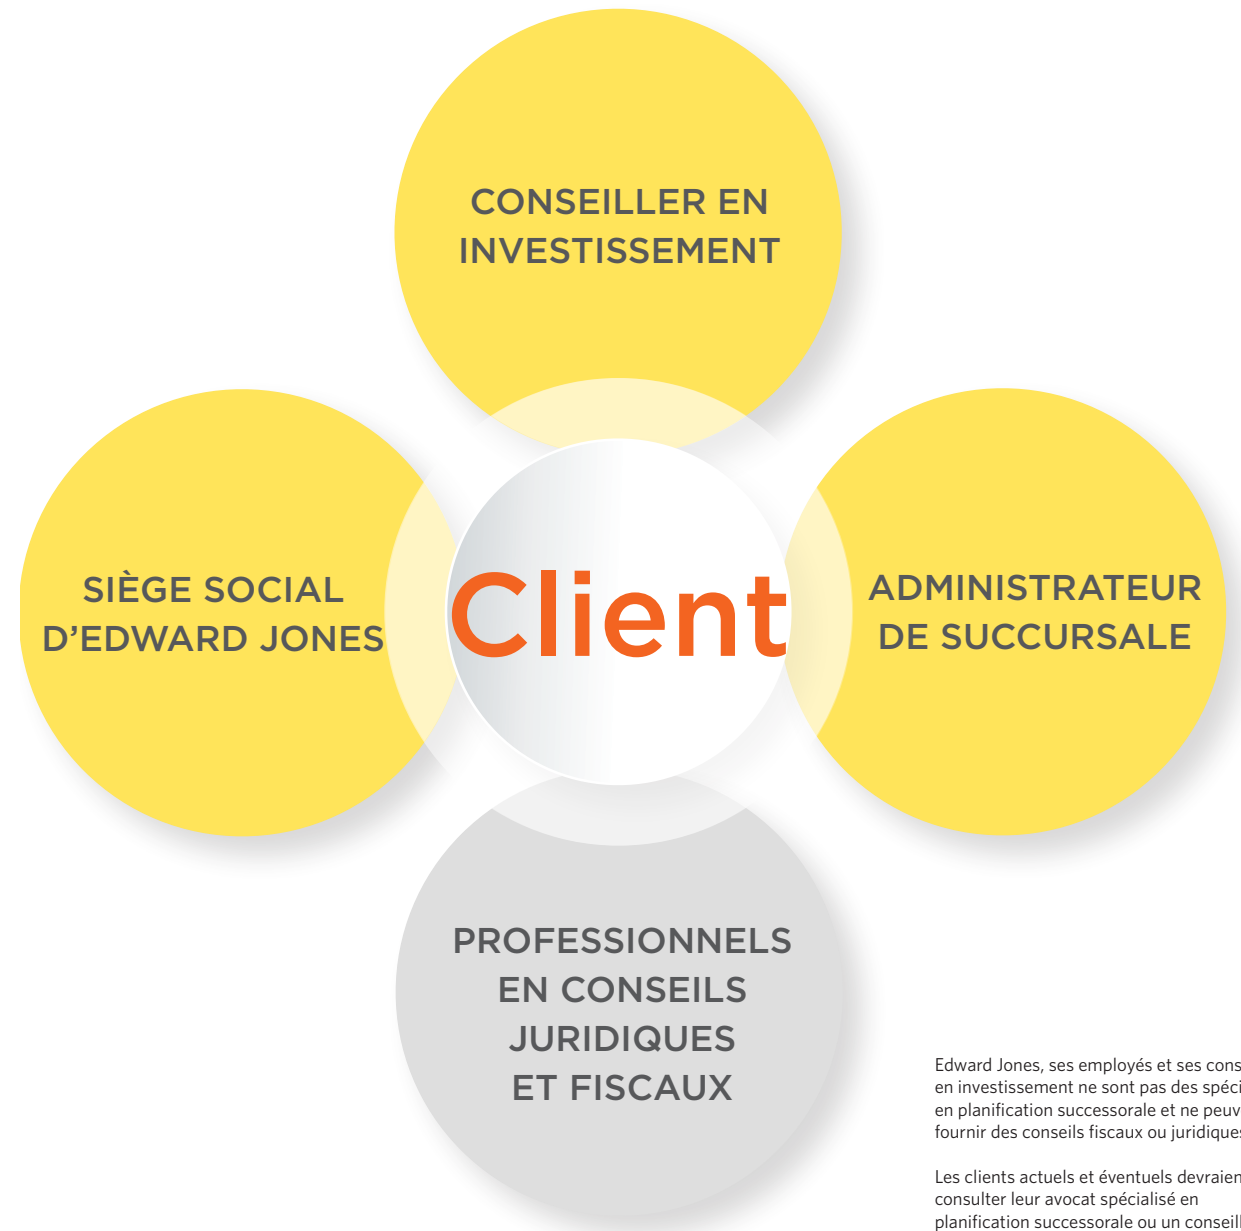 CONSEILLER EN
INVESTISSEMENT
SIÈGE SOCIAL
D’EDWARD JONES
Client
ADMINISTRATEUR
DE SUCCURSALE
PROFESSIONNELS
EN CONSEILS
JURIDIQUES
ET FISCAUX
Edward Jones, ses employés et ses
en investissement ne sont pas des
en planification successorale et ne
fournir des conseils fiscaux ou
Les clients actuels et éventuels
consulter leur avocat spécialisé en
planification successorale ou un